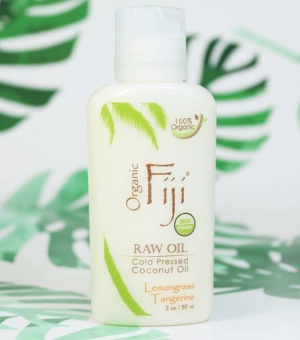 100%
Organic
Organic
Fiji
RAW OIL
Cold Pressed
Coconut Oil
Lemongrass
Tangerine
3 oz / 89 ml